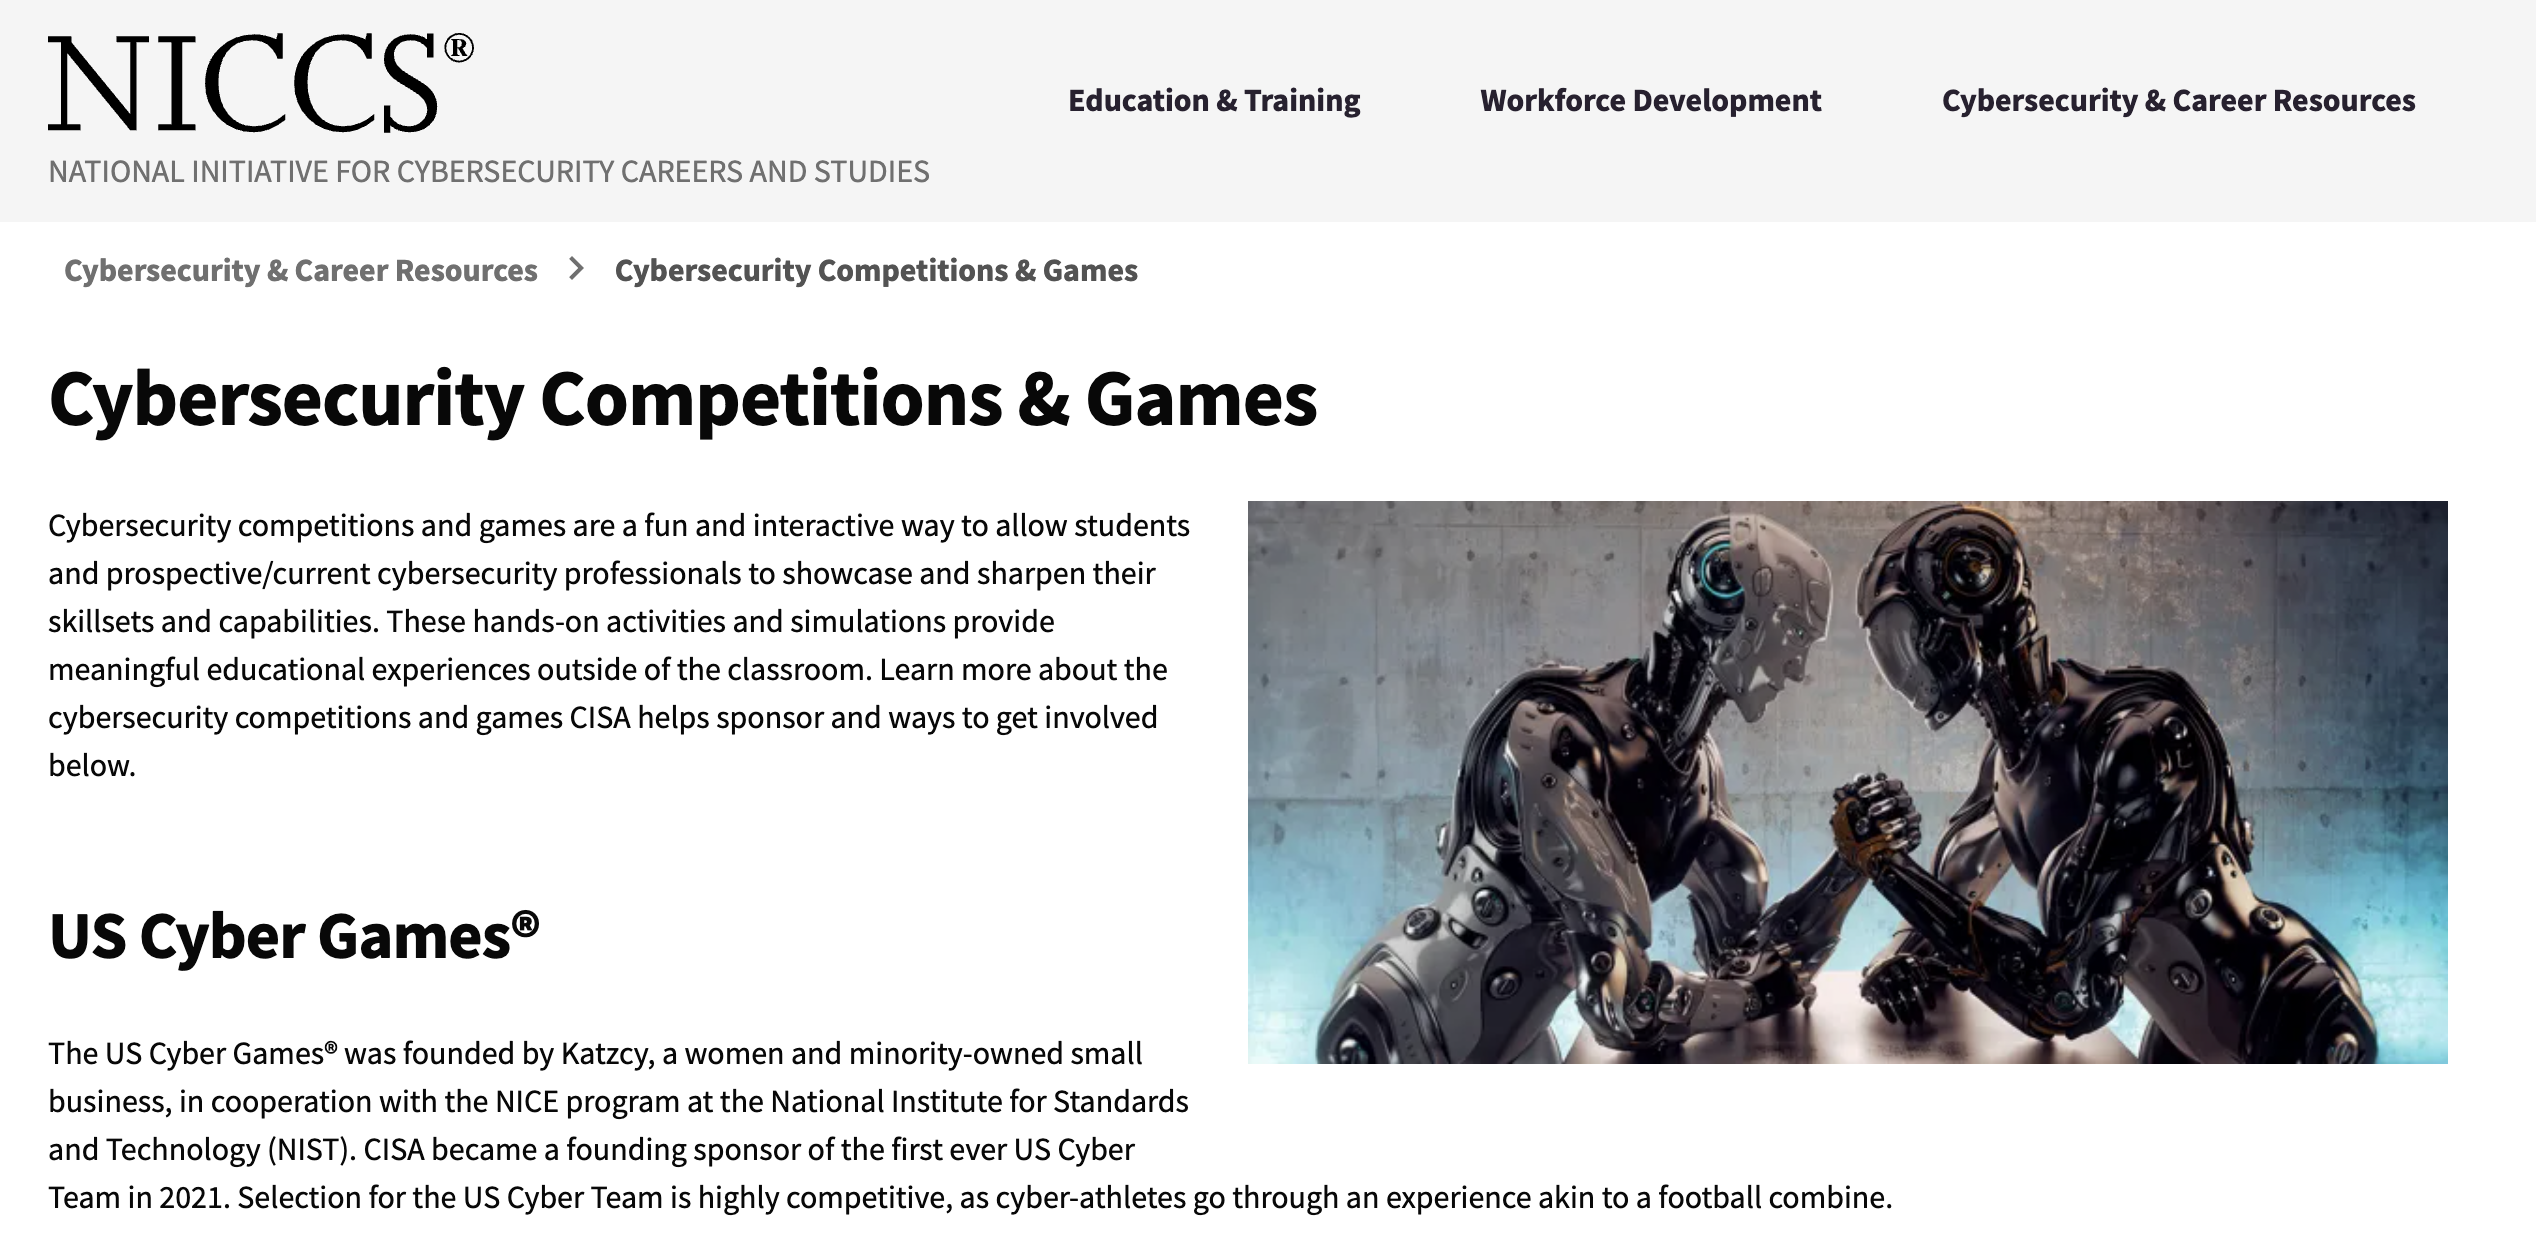 NICCS®
NATIONAL INITIATIVE FOR CYBERSECURITY CAREERS AND STUDIES
Education & Training
Workforce Development
Cybersecurity & Career Resources
Cybersecurity & Career Resources > Cybersecurity Competitions & Games
Cybersecurity Competitions & Games
Cybersecurity competitions and games are a fun and interactive way to allow students
and prospective/current cybersecurity professionals to showcase and sharpen their
skillsets and capabilities. These hands-on activities and simulations provide
meaningful educational experiences outside of the classroom. Learn more about the
cybersecurity competitions and games CISA helps sponsor and ways to get involved
below.
US Cyber Games®
The US Cyber Games® was founded by Katzcy, a women and minority-owned small
business, in cooperation with the NICE program at the National Institute for Standards
and Technology (NIST). CISA became a founding sponsor of the first ever US Cyber
Team in 2021. Selection for the US Cyber Team is highly competitive, as cyber-athletes go through an experience akin to a football combine.